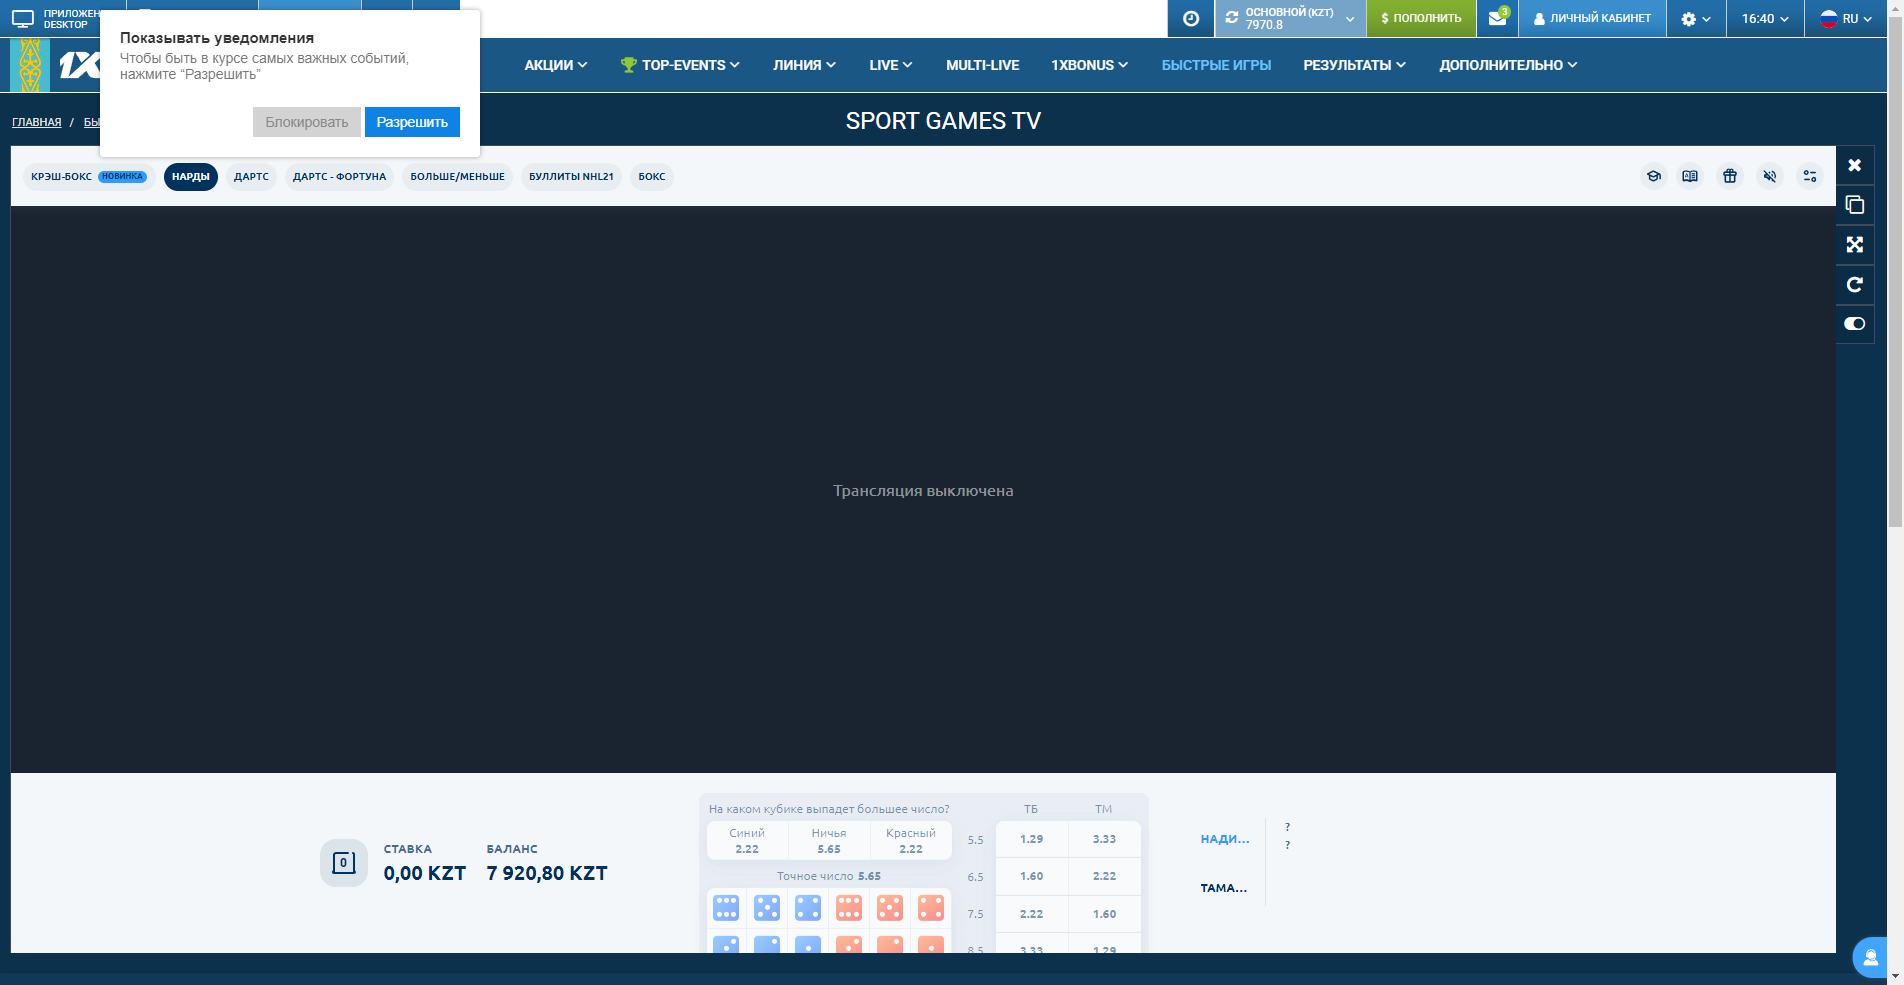 ПРИЛОЖЕН
DESKTOP
Показывать уведомления
Чтобы быть в курсе самых важных событий,
нажмите “Разрешить”
Блокировать
Разрешить
ОСНОВНОЙ (KZT)
7970.8
$ ПОПОЛНИТЬ
3
ЛИЧНЫЙ КАБИНЕТ
16:40
RU
1X
АКЦИИ
TOP-EVENTS
ЛИНИЯ
LIVE
MULTI-LIVE
1XBONUS
БЫСТРЫЕ ИГРЫ
РЕЗУЛЬТАТЫ
ДОПОЛНИТЕЛЬНО
ГЛАВНАЯ / БЫ
SPORT GAMES TV
КРЭШ-БОКС НОВИНКА
НАРДЫ
ДАРТС
ДАРТС - ФОРТУНА
БОЛЬШЕ/МЕНЬШЕ
БУЛЛИТЫ NHL21
БОКС
Трансляция выключена
0
СТАВКА
0,00 KZT
БАЛАНС
7 920,80 KZT
На каком кубике выпадет большее число?
Синий
2.22
Ничья
5.65
Красный
2.22
Точное число 5.65
ТБ ТМ
5.5 1.29 3.33
6.5 1.60 2.22
7.5 2.22 1.60
8.5 3.33 1.29
НАДИ...
ТАМА...
?
?